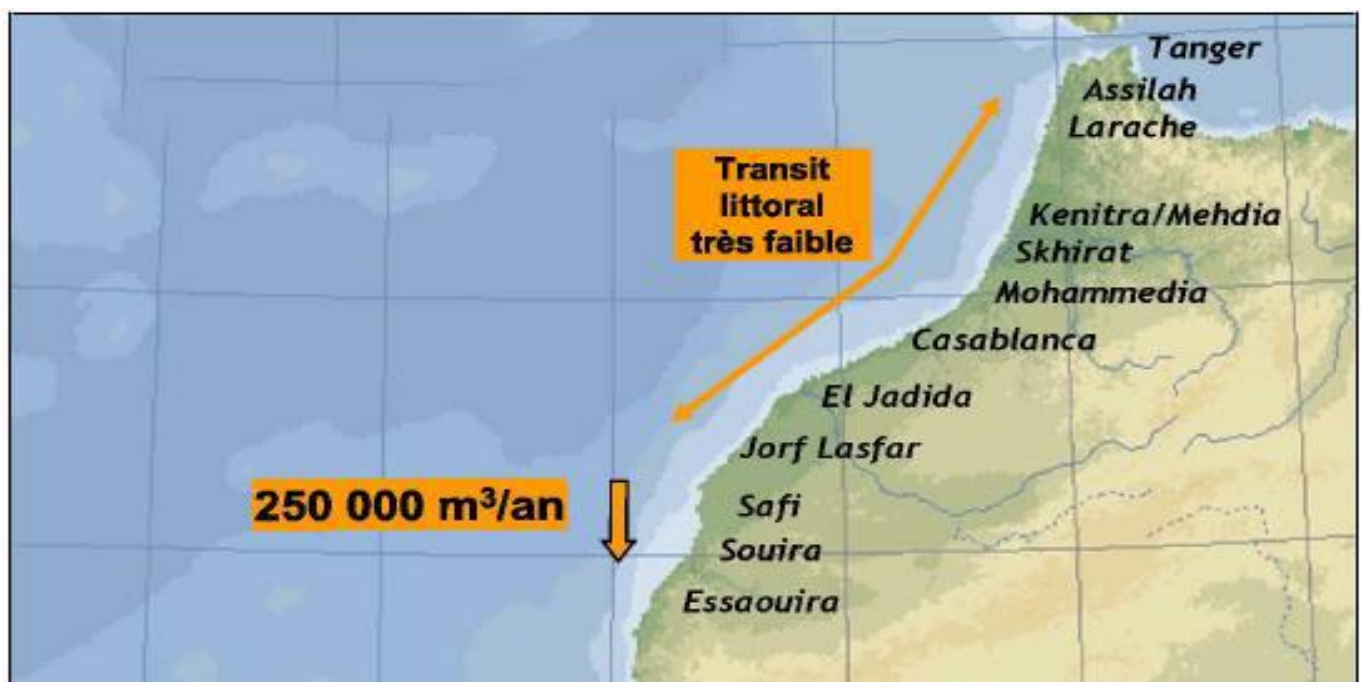 Tanger
Assilah
Larache
Transit
littoral
très faible
Kenitra/Mehdia
Skhirat
Mohammedia
Casablanca
El Jadida
Jorf Lasfar
250 000 m³/an
Safi
Souira
Essaouira